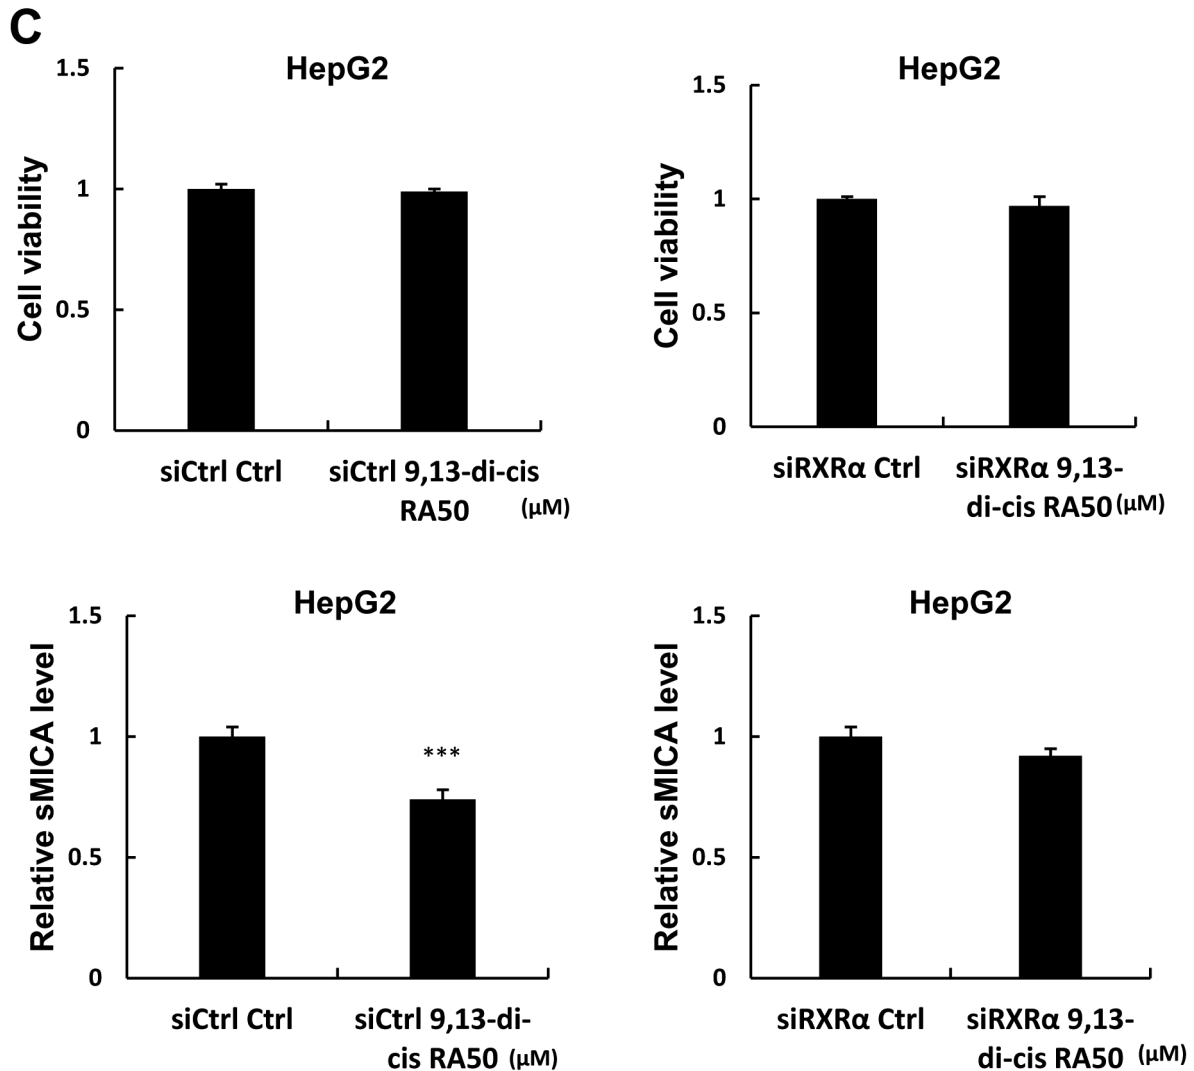 C
HepG2
1.5
1
0.5
0
Cell viability
siCtrl Ctrl
siCtrl 9,13-di-cis
RA50 (μM)
HepG2
1.5
1
0.5
0
Cell viability
siRXRα Ctrl
siRXRα 9,13-
di-cis RA50 (μM)
HepG2
1.5
1
0.5
0
Relative sMICA level
***
siCtrl Ctrl
siCtrl 9,13-di-
cis RA50 (μM)
HepG2
1.5
1
0.5
0
Relative sMICA level
siRXRα Ctrl
siRXRα 9,13-
di-cis RA50 (μM)